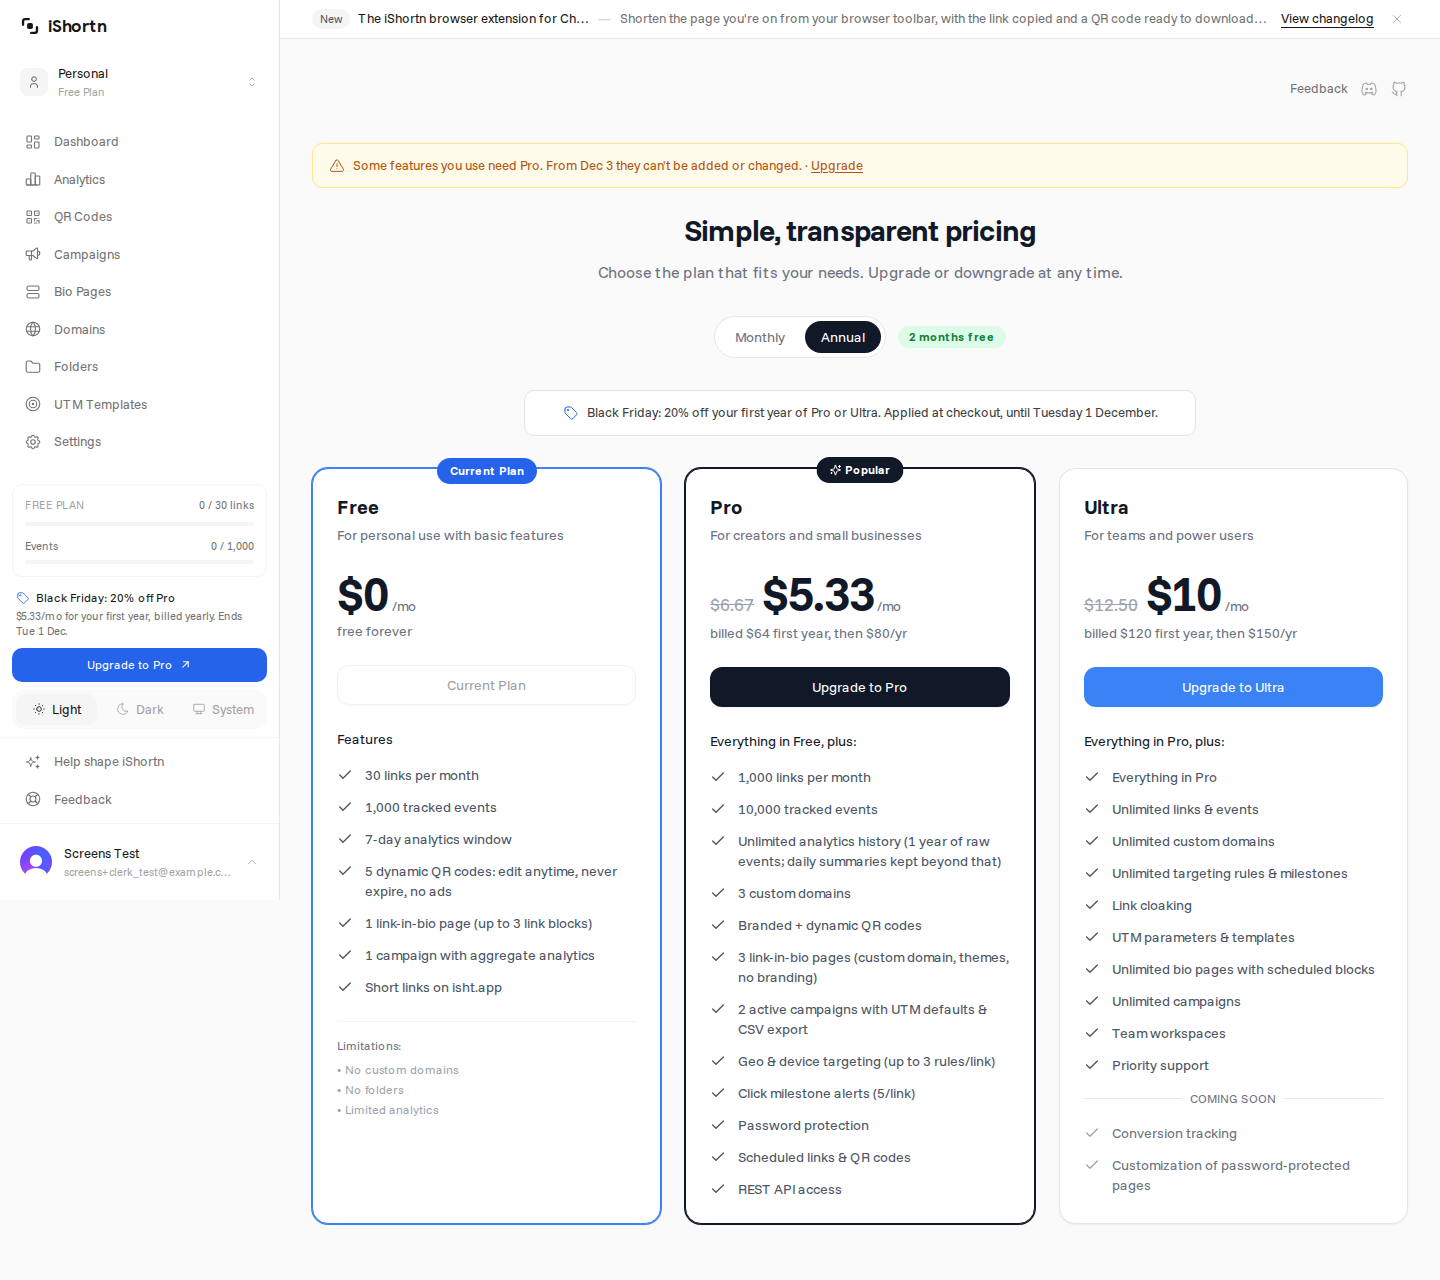 iShortn
Personal
Free Plan
Dashboard
Analytics
QR Codes
Campaigns
Bio Pages
Domains
Folders
UTM Templates
Settings
FREE PLAN 0 / 30 links
Events 0 / 1,000
Black Friday: 20% off Pro
$5.33/mo for your first year, billed yearly. Ends
Tue 1 Dec.
Upgrade to Pro
Light Dark System
Help shape iShortn
Feedback
Screens Test
screens+clerk_test@example.c...
New The iShortn browser extension for Ch... — Shorten the page you're on from your browser toolbar, with the link copied and a QR code ready to download... View changelog
Feedback
Some features you use need Pro. From Dec 3 they can't be added or changed. · Upgrade
Simple, transparent pricing
Choose the plan that fits your needs. Upgrade or downgrade at any time.
Monthly Annual 2 months free
Black Friday: 20% off your first year of Pro or Ultra. Applied at checkout, until Tuesday 1 December.
Current Plan
Free
For personal use with basic features
$0 /mo
free forever
Current Plan
Features
30 links per month
1,000 tracked events
7-day analytics window
5 dynamic QR codes: edit anytime, never
expire, no ads
1 link-in-bio page (up to 3 link blocks)
1 campaign with aggregate analytics
Short links on isht.app
Limitations:
• No custom domains
• No folders
• Limited analytics
Popular
Pro
For creators and small businesses
$6.67 $5.33 /mo
billed $64 first year, then $80/yr
Upgrade to Pro
Everything in Free, plus:
1,000 links per month
10,000 tracked events
Unlimited analytics history (1 year of raw
events; daily summaries kept beyond that)
3 custom domains
Branded + dynamic QR codes
3 link-in-bio pages (custom domain, themes,
no branding)
2 active campaigns with UTM defaults &
CSV export
Geo & device targeting (up to 3 rules/link)
Click milestone alerts (5/link)
Password protection
Scheduled links & QR codes
REST API access
Ultra
For teams and power users
$12.50 $10 /mo
billed $120 first year, then $150/yr
Upgrade to Ultra
Everything in Pro, plus:
Everything in Pro
Unlimited links & events
Unlimited custom domains
Unlimited targeting rules & milestones
Link cloaking
UTM parameters & templates
Unlimited bio pages with scheduled blocks
Unlimited campaigns
Team workspaces
Priority support
COMING SOON
Conversion tracking
Customization of password-protected
pages